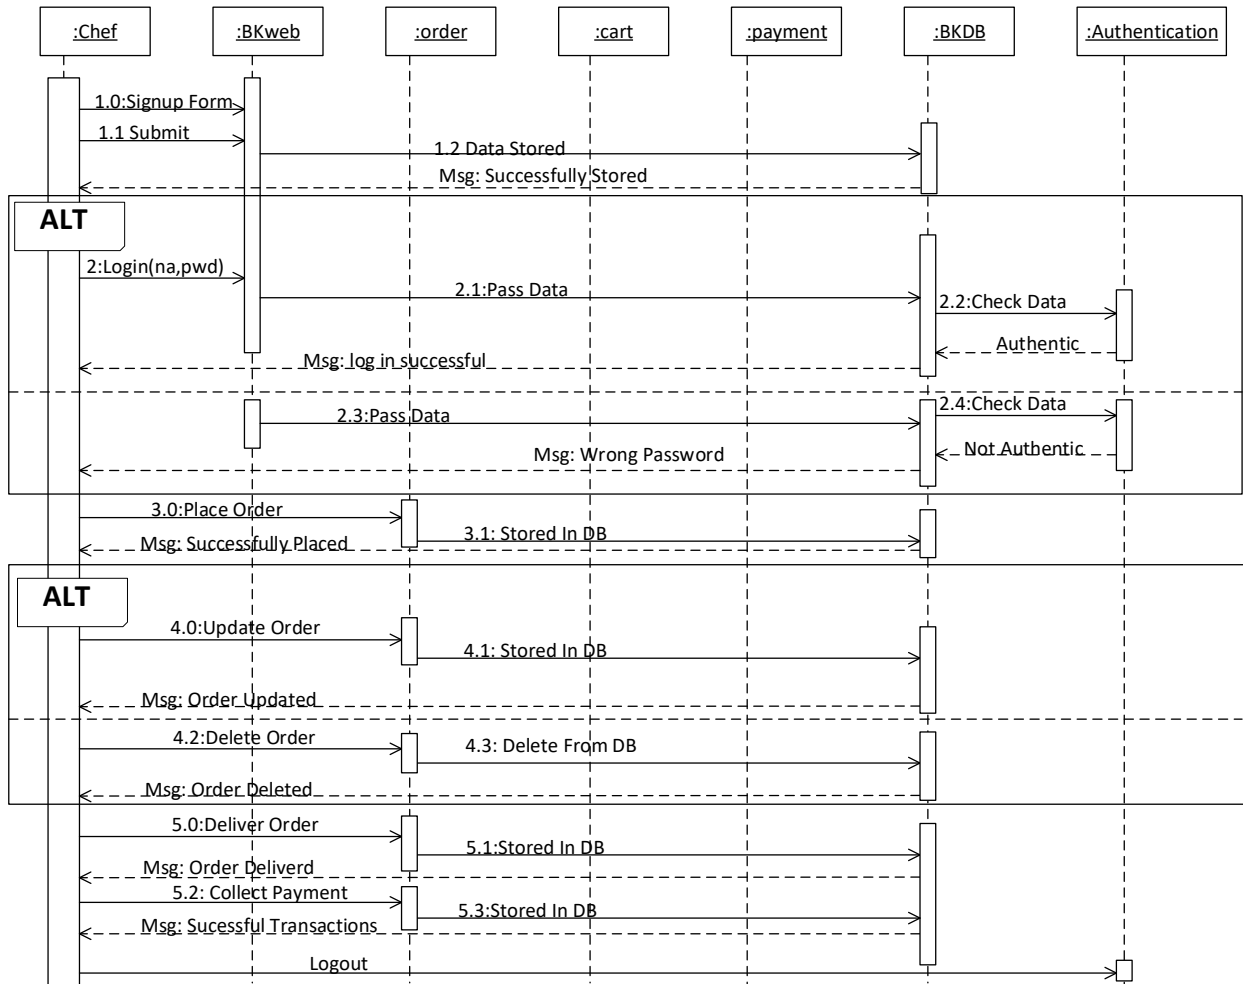 :Chef
:BKweb
:order
:cart
:payment
:BKDB
:Authentication
1.0:Signup Form
1.1 Submit
1.2 Data Stored
Msg: Successfully Stored
ALT
2:Login(na,pwd)
2.1:Pass Data
2.2:Check Data
Authentic
Msg: log in successful
2.3:Pass Data
2.4:Check Data
Not Authentic
Msg: Wrong Password
3.0:Place Order
3.1: Stored In DB
Msg: Successfully Placed
ALT
4.0:Update Order
4.1: Stored In DB
Msg: Order Updated
4.2:Delete Order
4.3: Delete From DB
Msg: Order Deleted
5.0:Deliver Order
5.1:Stored In DB
Msg: Order Deliverd
5.2: Collect Payment
5.3:Stored In DB
Msg: Sucessful Transactions
Logout